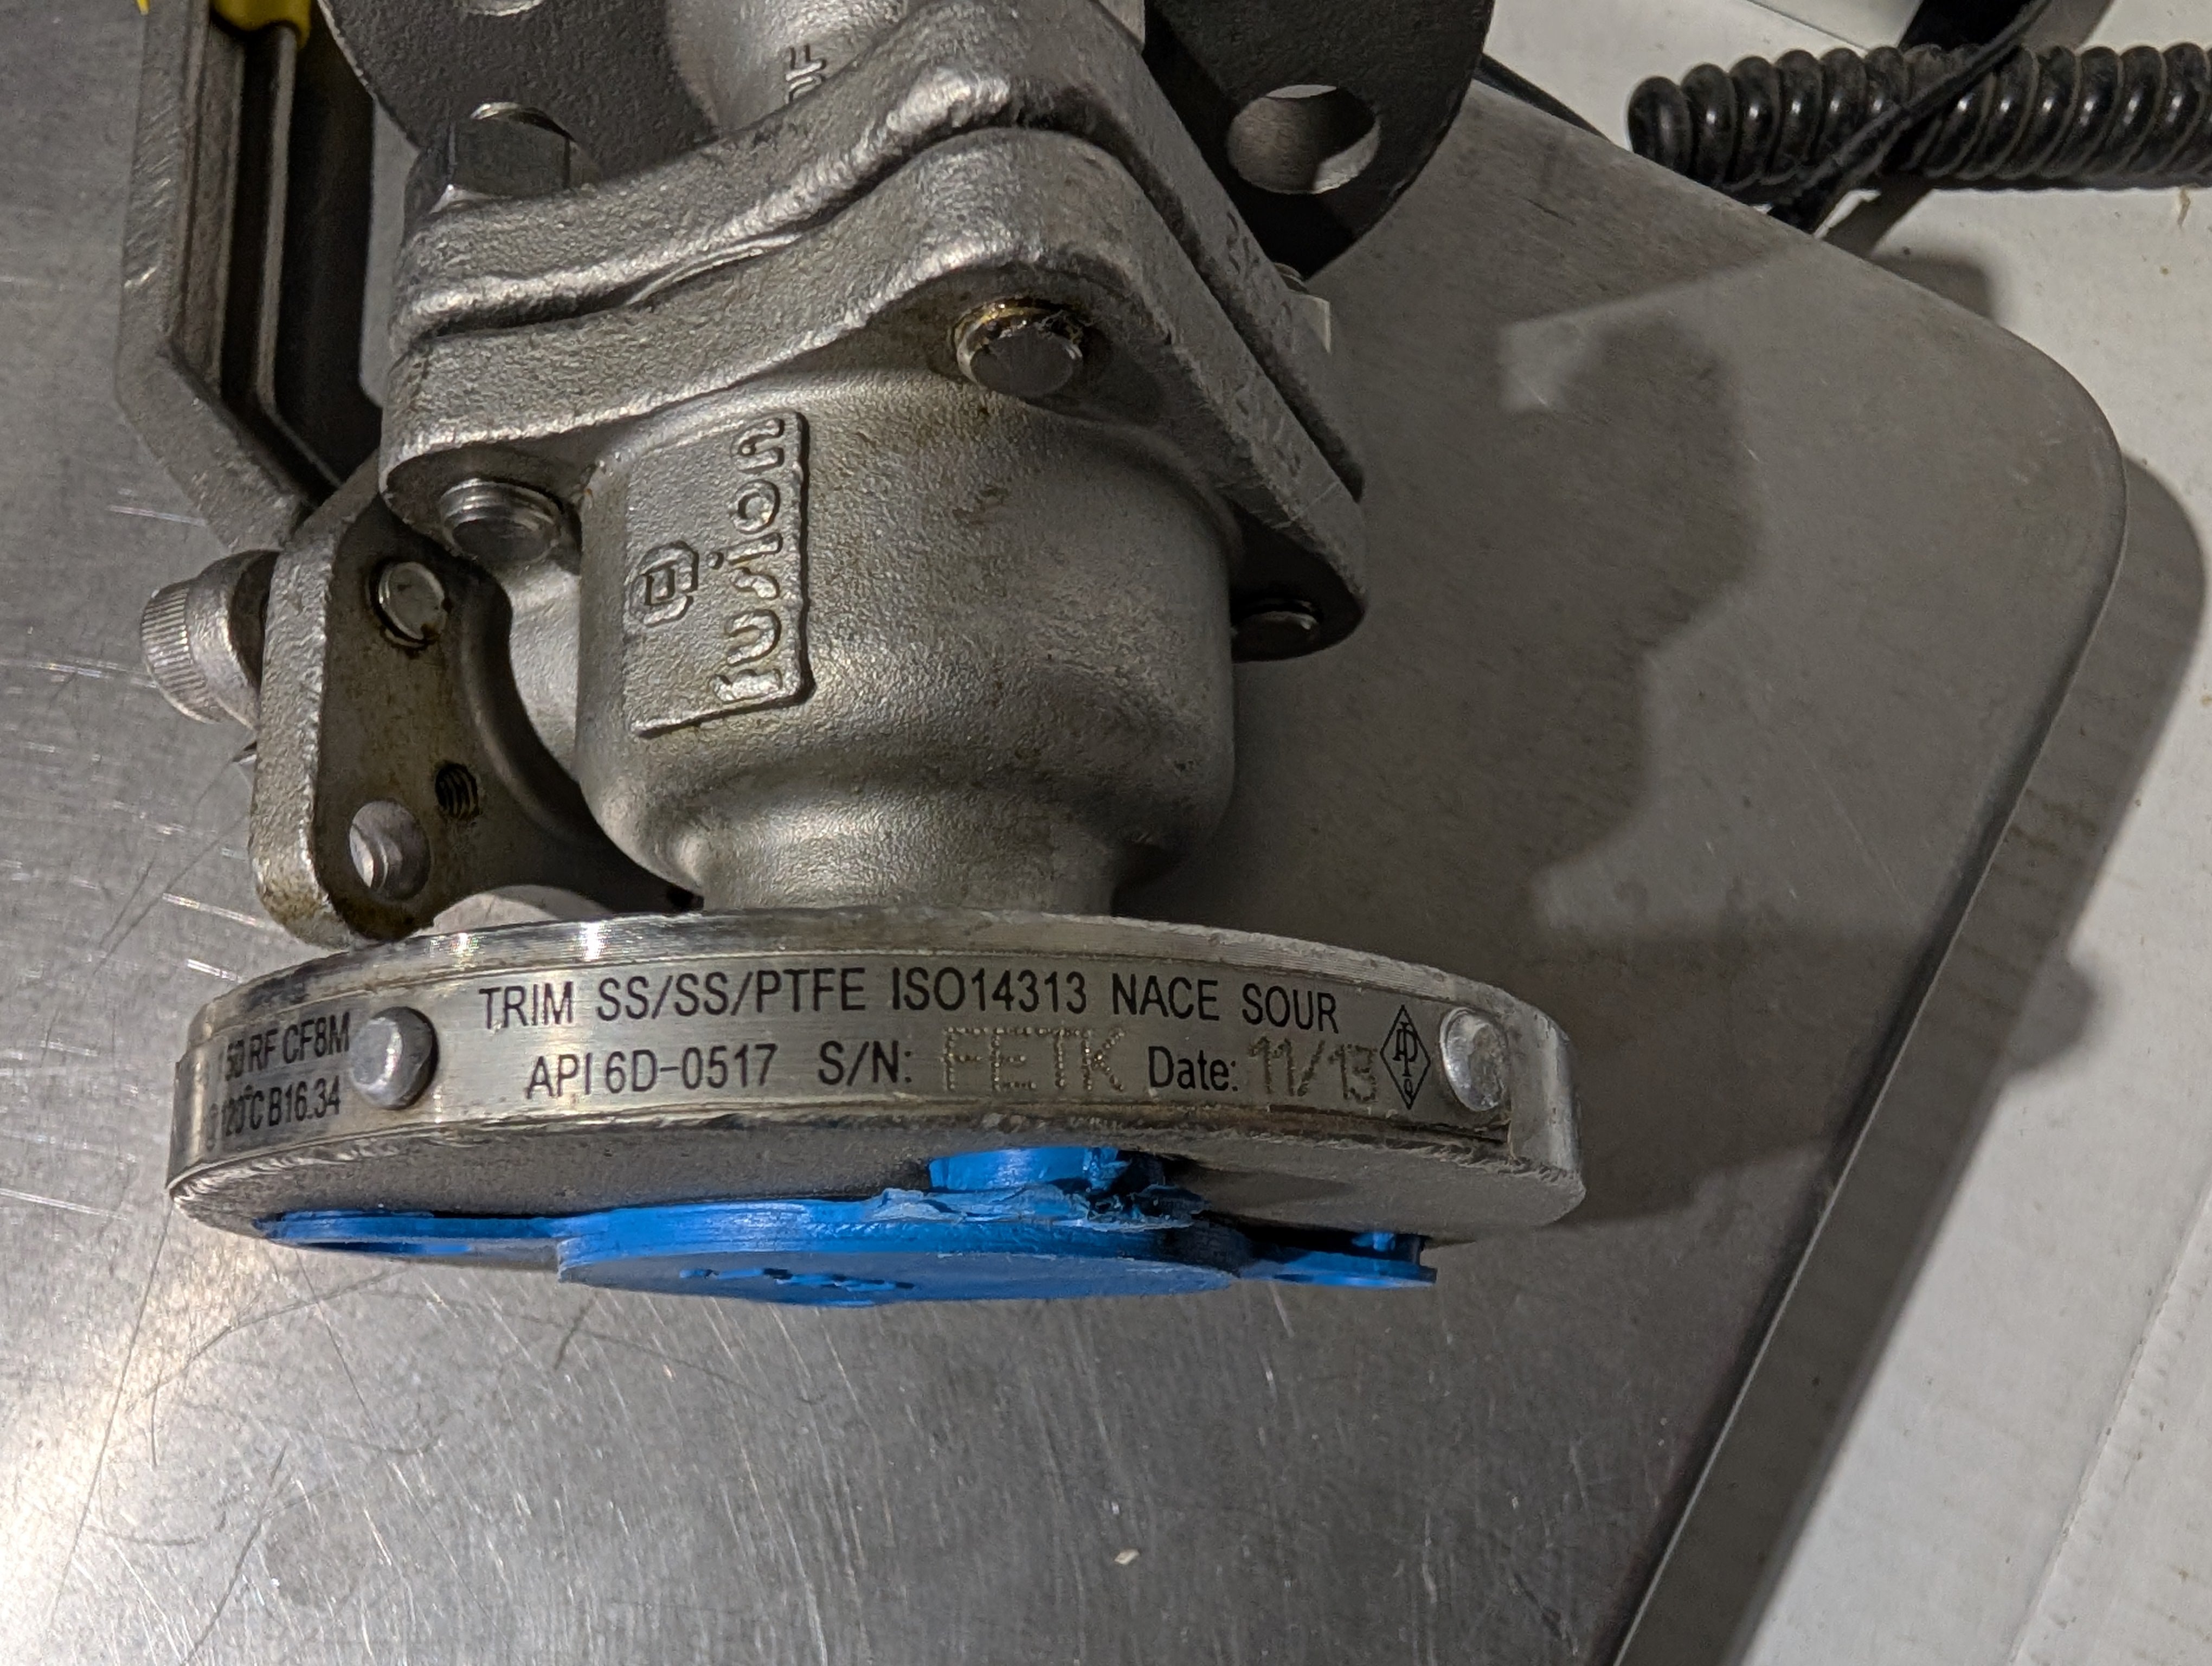 fusion
150 RF CF8M
120°C B16.34
TRIM SS/SS/PTFE ISO14313 NACE SOUR
API 6D-0517 S/N: FE1K Date: 11/13